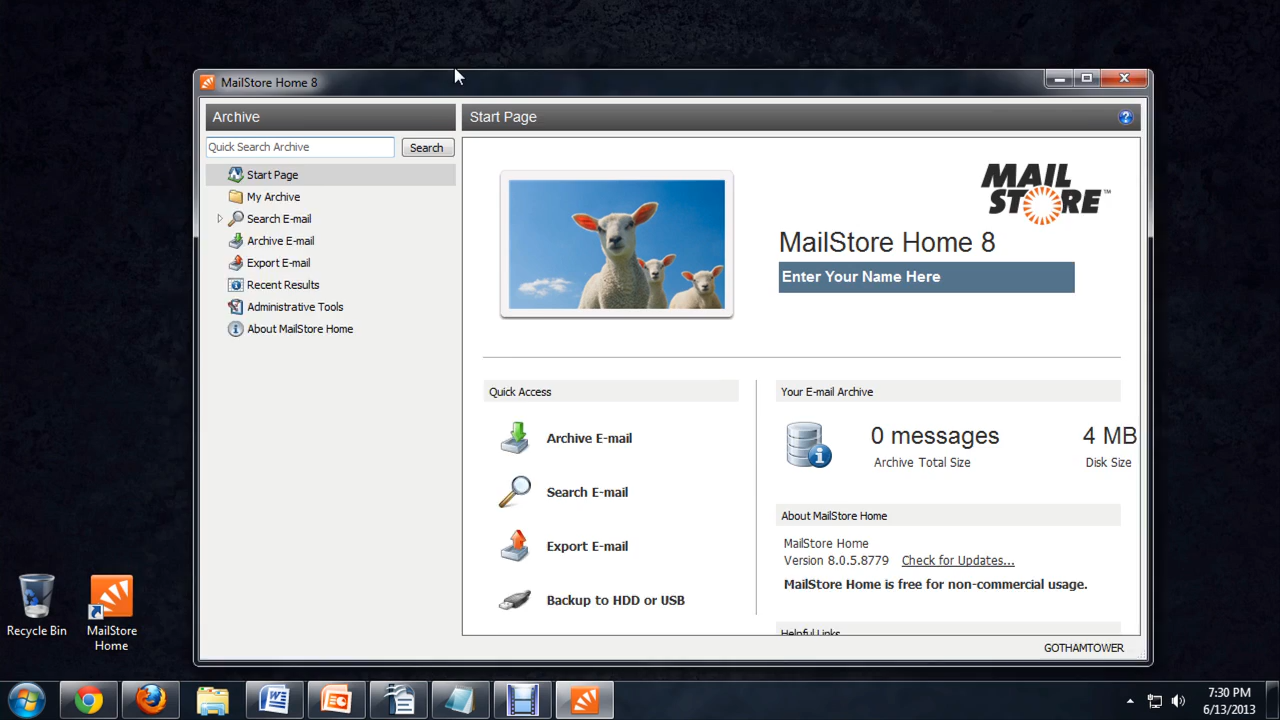 MailStore Home 8
Archive
Start Page
Quick Search Archive
Search
Start Page
My Archive
Search E-mail
Archive E-mail
Export E-mail
Recent Results
Administrative Tools
About MailStore Home
MAIL
STORE™
MailStore Home 8
Enter Your Name Here
Quick Access
Archive E-mail
Search E-mail
Export E-mail
Backup to HDD or USB
Your E-mail Archive
0 messages
4 MB
Archive Total Size
Disk Size
About MailStore Home
MailStore Home
Version 8.0.5.8779 Check for Updates...
MailStore Home is free for non-commercial usage.
Helpful Links
GOTHAMTOWER
Recycle Bin
MailStore
Home
7:30 PM
6/13/2013